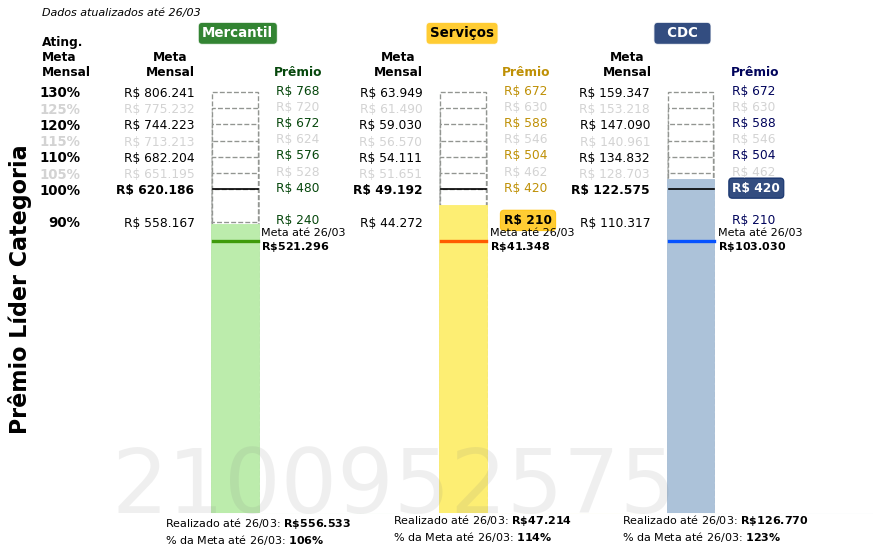 Dados atualizados até 26/03
Mercantil Serviços CDC
Ating.
Meta
Mensal
Meta
Mensal
Prêmio
Meta
Mensal
Prêmio
Meta
Mensal
Prêmio
130% R$ 806.241 R$ 768 R$ 63.949 R$ 672 R$ 159.347 R$ 672
125% R$ 775.232 R$ 720 R$ 61.490 R$ 630 R$ 153.218 R$ 630
120% R$ 744.223 R$ 672 R$ 59.030 R$ 588 R$ 147.090 R$ 588
115% R$ 713.213 R$ 624 R$ 56.570 R$ 546 R$ 140.961 R$ 546
110% R$ 682.204 R$ 576 R$ 54.111 R$ 504 R$ 134.832 R$ 504
105% R$ 651.195 R$ 528 R$ 51.651 R$ 462 R$ 128.703 R$ 462
100% R$ 620.186 R$ 480 R$ 49.192 R$ 420 R$ 122.575 R$ 420
90% R$ 558.167 R$ 240 R$ 44.272 R$ 210 R$ 110.317 R$ 210
Meta até 26/03
R$521.296
Meta até 26/03
R$41.348
Meta até 26/03
R$103.030
Prêmio Líder Categoria
2100952575
Realizado até 26/03: R$556.533
% da Meta até 26/03: 106%
Realizado até 26/03: R$47.214
% da Meta até 26/03: 114%
Realizado até 26/03: R$126.770
% da Meta até 26/03: 123%